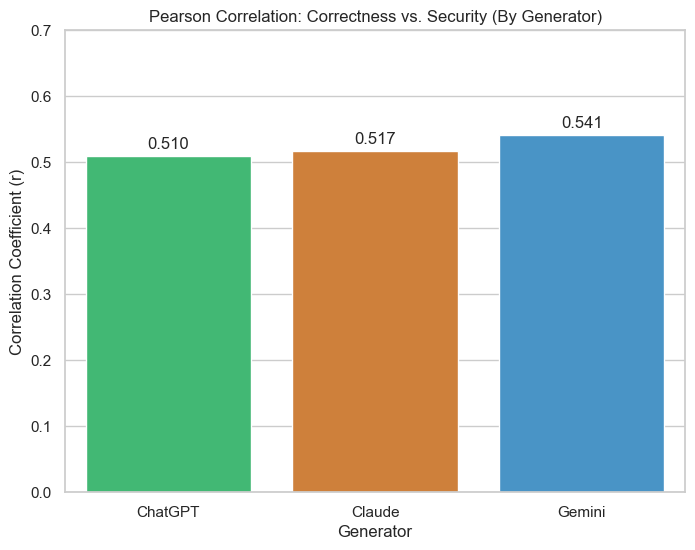 Pearson Correlation: Correctness vs. Security (By Generator)
0.7
0.6
0.5
0.4
0.3
0.2
0.1
0.0
Correlation Coefficient (r)
0.510
0.517
0.541
ChatGPT
Claude
Gemini
Generator